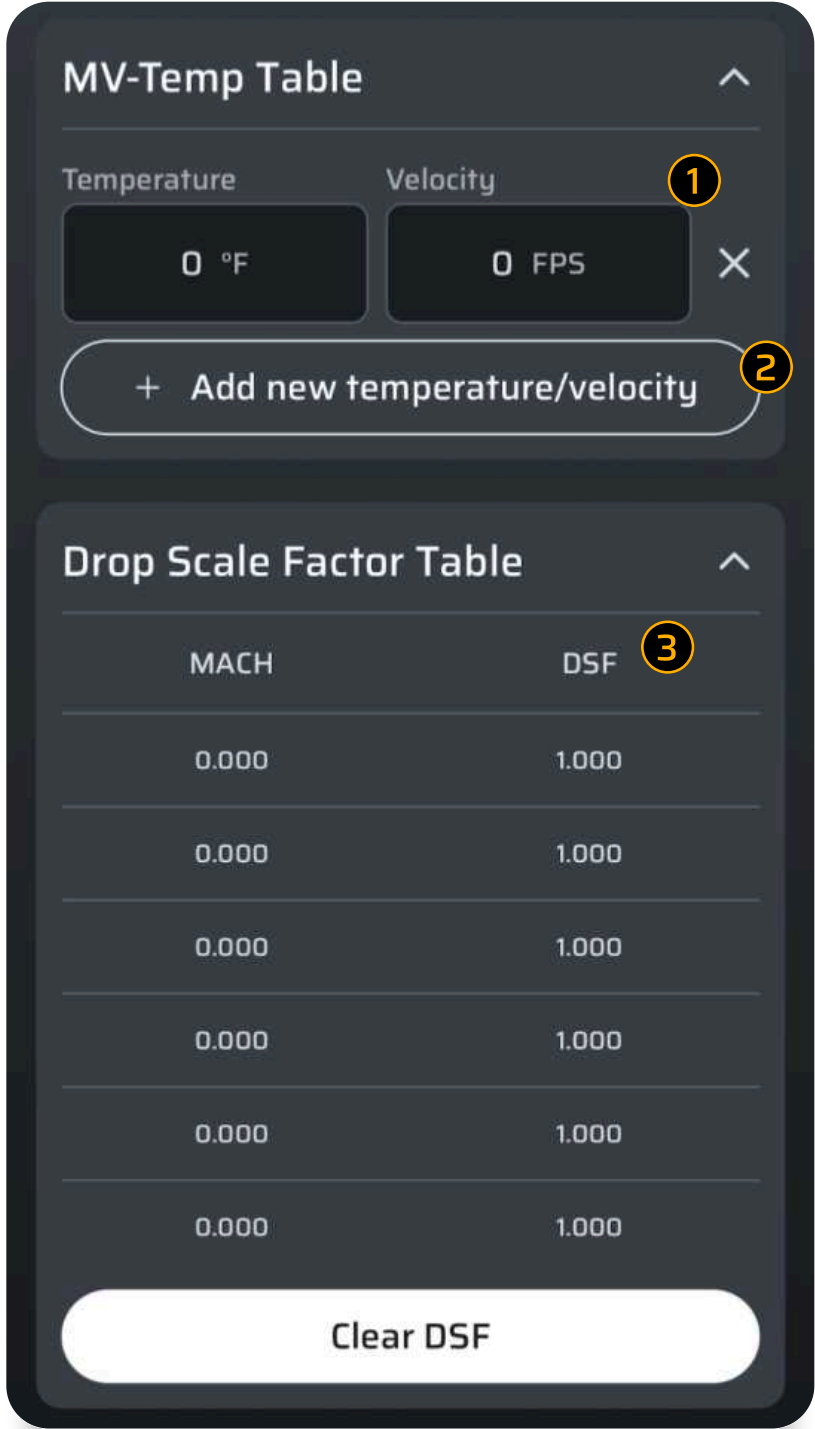 MV-Temp Table
Temperature Velocity 1
0 °F 0 FPS
+ Add new temperature/velocity 2
Drop Scale Factor Table
MACH DSF 3
0.000 1.000
0.000 1.000
0.000 1.000
0.000 1.000
0.000 1.000
0.000 1.000
Clear DSF